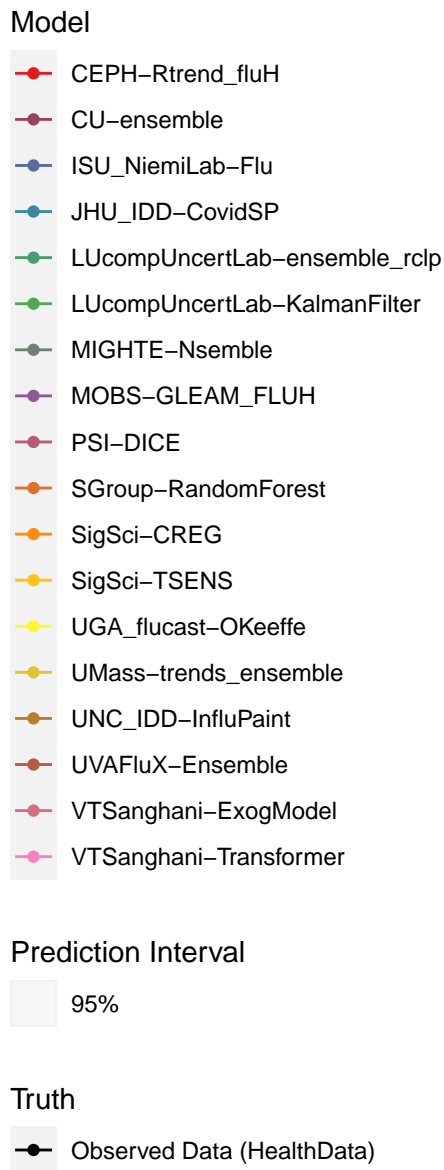 Model
CEPH−Rtrend_fluH
CU−ensemble
ISU_NiemiLab−Flu
JHU_IDD−CovidSP
LUcompUncertLab−ensemble_rclp
LUcompUncertLab−KalmanFilter
MIGHTE−Nsemble
MOBS−GLEAM_FLUH
PSI−DICE
SGroup−RandomForest
SigSci−CREG
SigSci−TSENS
UGA_flucast−OKeeffe
UMass−trends_ensemble
UNC_IDD−InfluPaint
UVAFluX−Ensemble
VTSanghani−ExogModel
VTSanghani−Transformer
Prediction Interval
95%
Truth
Observed Data (HealthData)